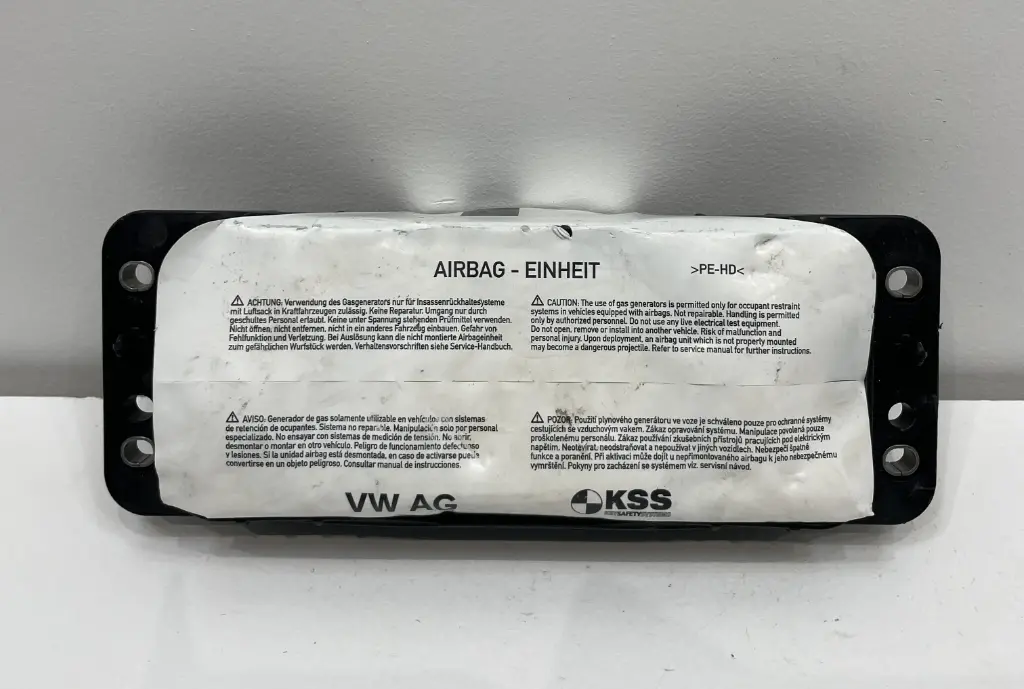 AIRBAG - EINHEIT
>PE-HD<
⚠ ACHTUNG: Verwendung des Gasgenerators nur für Insassenrückhaltesysteme
mit Luftsack in Kraftfahrzeugen zulässig. Keine Reparatur. Umgang nur durch
geschultes Personal erlaubt. Keine unter Spannung stehenden Prüfmittel verwenden.
Nicht öffnen, nicht entfernen, nicht in ein anderes Fahrzeug einbauen. Gefahr von
Fehlfunktion und Verletzung. Bei Auslösung kann die nicht montierte Airbageinheit
zum gefährlichen Wurfstück werden. Verhaltensvorschriften siehe Service-Handbuch.
⚠ CAUTION: The use of gas generators is permitted only for occupant restraint
systems in vehicles equipped with airbags. Not repairable. Handling is permitted
only by authorized personnel. Do not use any live electrical test equipment.
Do not open, remove or install into another vehicle. Risk of malfunction and
personal injury. Upon deployment, an airbag unit which is not properly mounted
may become a dangerous projectile. Refer to service manual for further instructions.
⚠ AVISO: Generador de gas solamente utilizable en vehículos con sistemas
de retención de ocupantes. Sistema no reparable. Manipulación solo por personal
especializado. No ensayar con sistemas de medición de tensión. No abrir,
desmontar o montar en otro vehículo. Peligro de funcionamiento defectuoso
y lesiones. Si la unidad airbag está desmontada, en caso de activarse puede
convertirse en un objeto peligroso. Consultar manual de instrucciones.
⚠ POZOR: Použití plynového generátoru ve voze je schváleno pouze pro ochranné systémy
cestujících se vzduchovým vakem. Zákaz opravování systému. Manipulace povolená pouze
proškolenému personálu. Zákaz používání zkušebních přístrojů pracujících pod elektrickým
napětím. Neotevírat, neodstraňovat a nepoužívat v jiných vozidlech. Nebezpečí špatné
funkce a poranění. Při aktivaci může dojít u nepřimontovaného airbagu k jeho nebezpečnému
vymrštění. Pokyny pro zacházení se systémem viz. servisní návod.
VW AG
KSS